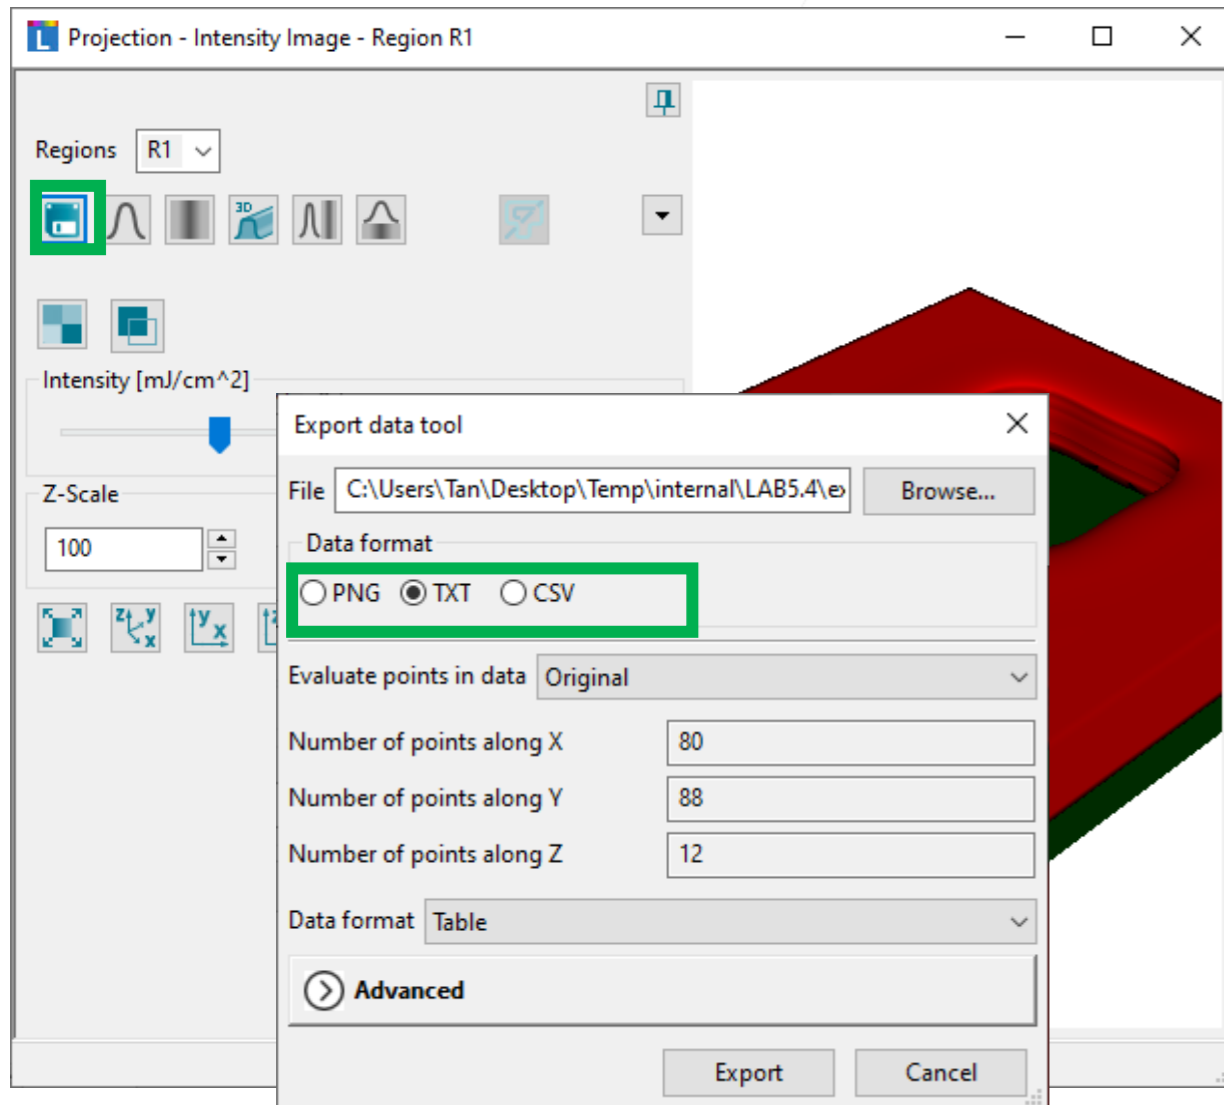 Projection - Intensity Image - Region R1
Regions R1
3D
Intensity [mJ/cm^2]
Z-Scale
100
z y x
y x
Export data tool
File C:\Users\Tan\Desktop\Temp\internal\LAB5.4\ex
Browse...
Data format
PNG TXT CSV
Evaluate points in data Original
Number of points along X 80
Number of points along Y 88
Number of points along Z 12
Data format Table
Advanced
Export Cancel